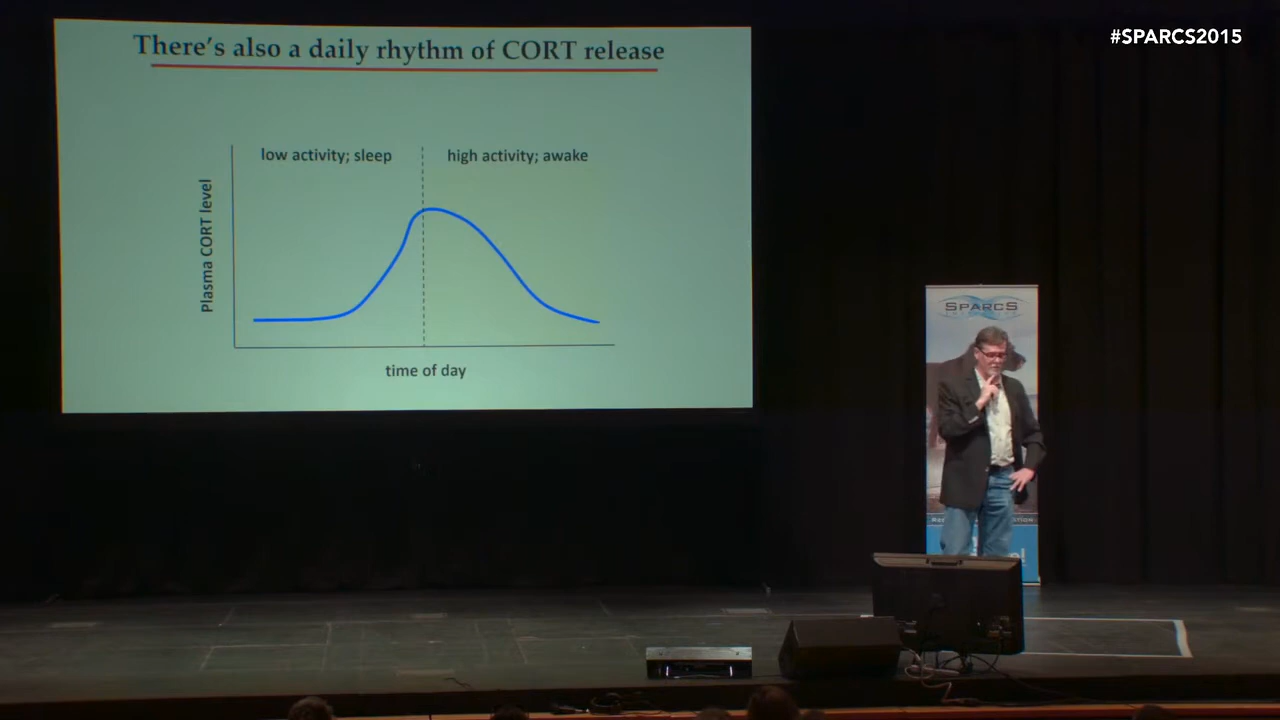 #SPARCS2015
There's also a daily rhythm of CORT release
low activity; sleep
high activity; awake
Plasma CORT level
time of day
SPARCS